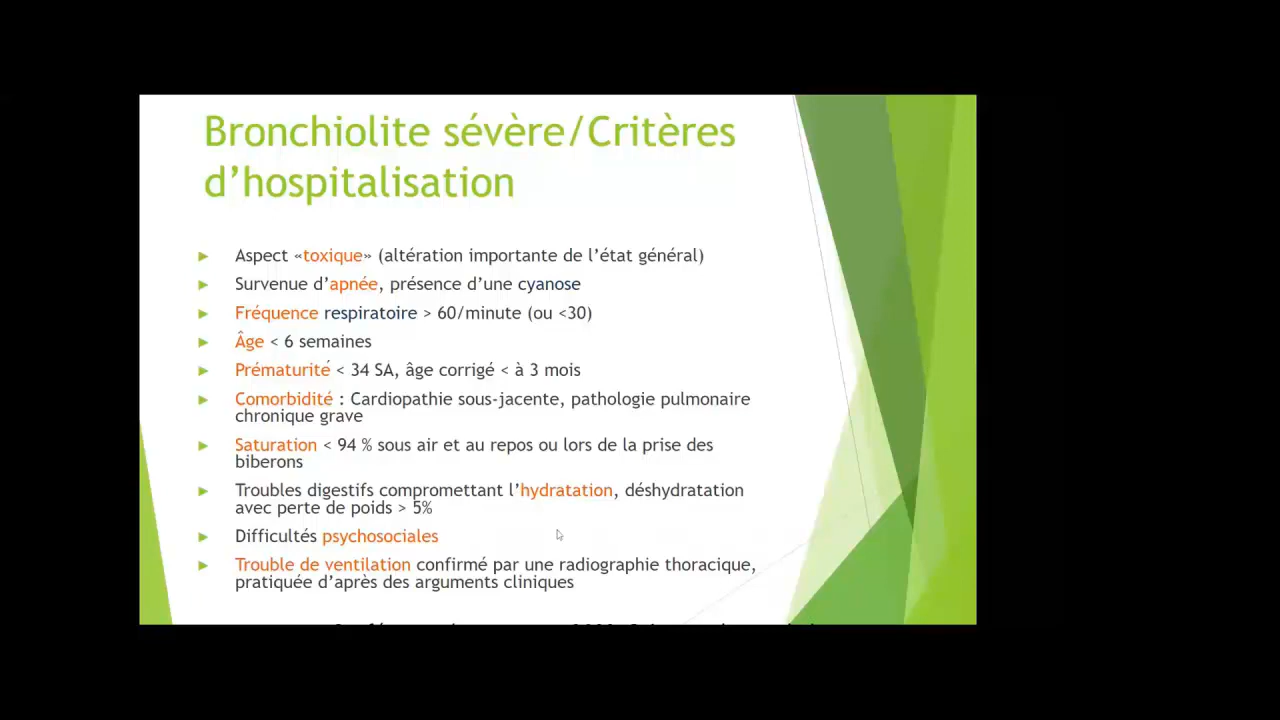 Bronchiolite sévère/Critères
d’hospitalisation
Aspect «toxique» (altération importante de l’état général)
Survenue d’apnée, présence d’une cyanose
Fréquence respiratoire > 60/minute (ou <30)
Âge < 6 semaines
Prématurité < 34 SA, âge corrigé < à 3 mois
Comorbidité : Cardiopathie sous-jacente, pathologie pulmonaire
chronique grave
Saturation < 94 % sous air et au repos ou lors de la prise des
biberons
Troubles digestifs compromettant l’hydratation, déshydratation
avec perte de poids > 5%
Difficultés psychosociales
Trouble de ventilation confirmé par une radiographie thoracique,
pratiquée d’après des arguments cliniques